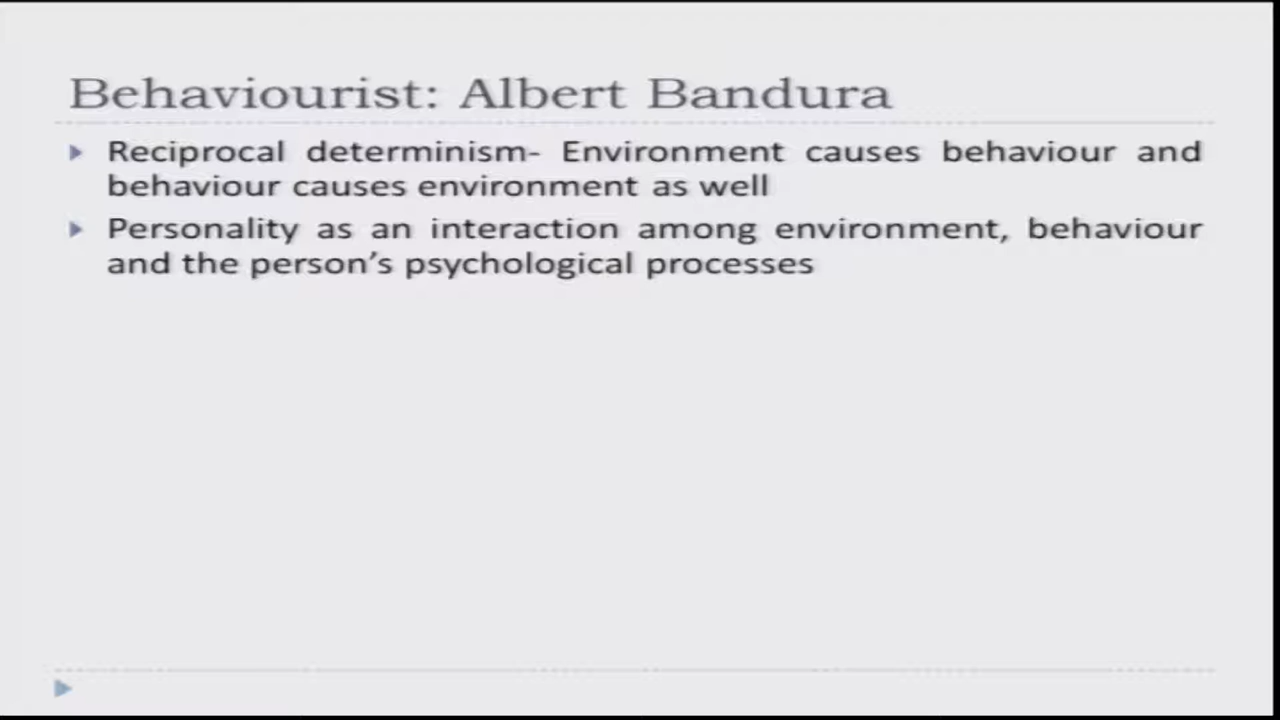 Behaviourist: Albert Bandura
Reciprocal determinism- Environment causes behaviour and
behaviour causes environment as well
Personality as an interaction among environment, behaviour
and the person’s psychological processes